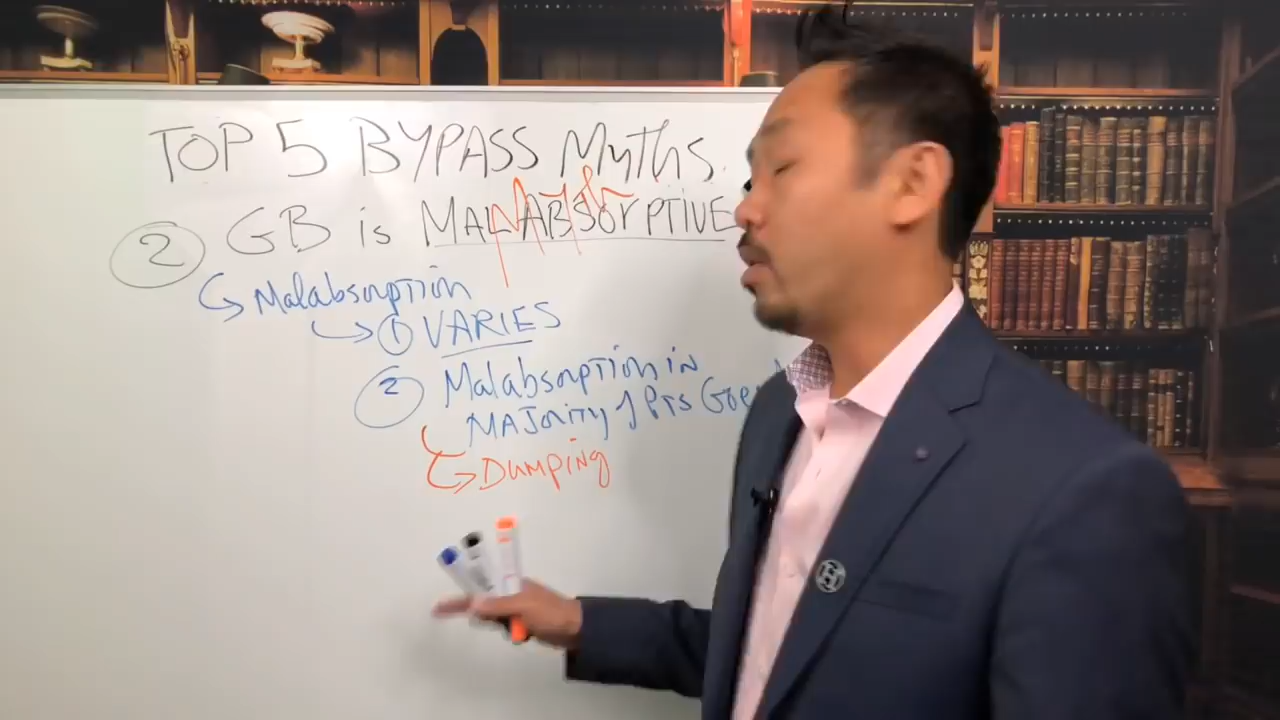 TOP 5 BYPASS Myths.
Myth
② GB is MALABSORPTIVE
↳ Malabsorption
↳ ① VARIES
② Malabsorption in
MAJority of PTS Goe
↳ Dumping
H